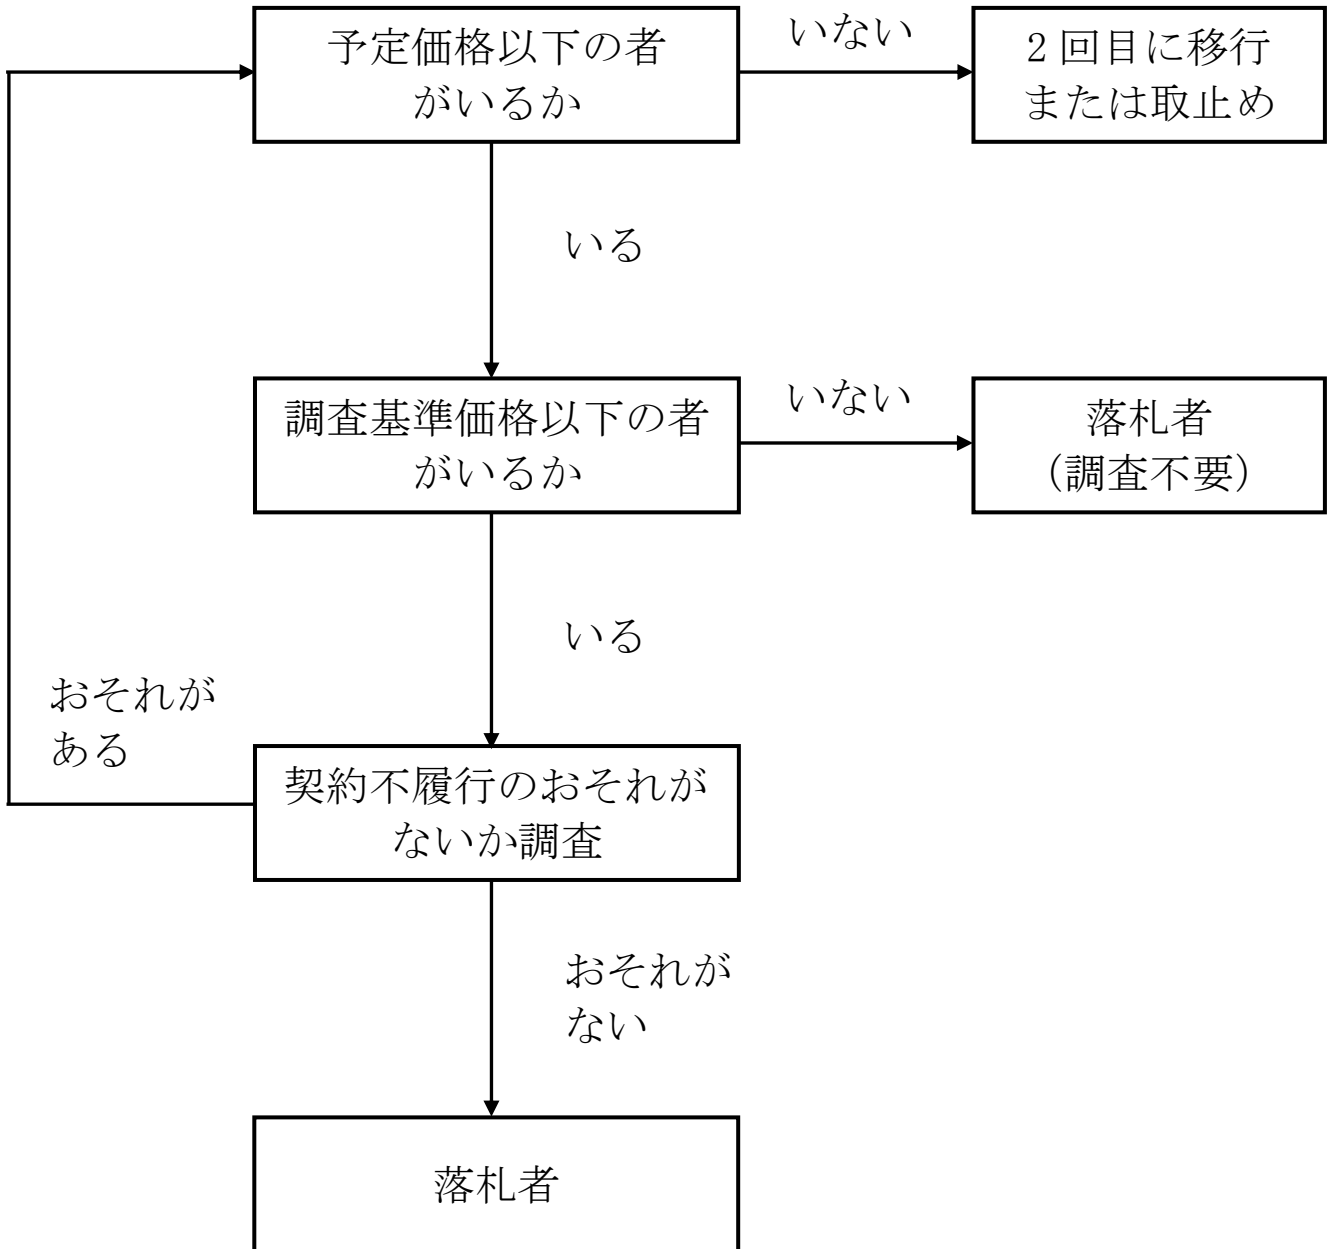 予定価格以下の者
がいるか
いない
2回目に移行
または取止め
いる
調査基準価格以下の者
がいるか
いない
落札者
(調査不要)
いる
おそれが
ある
契約不履行のおそれが
ないか調査
おそれが
ない
落札者